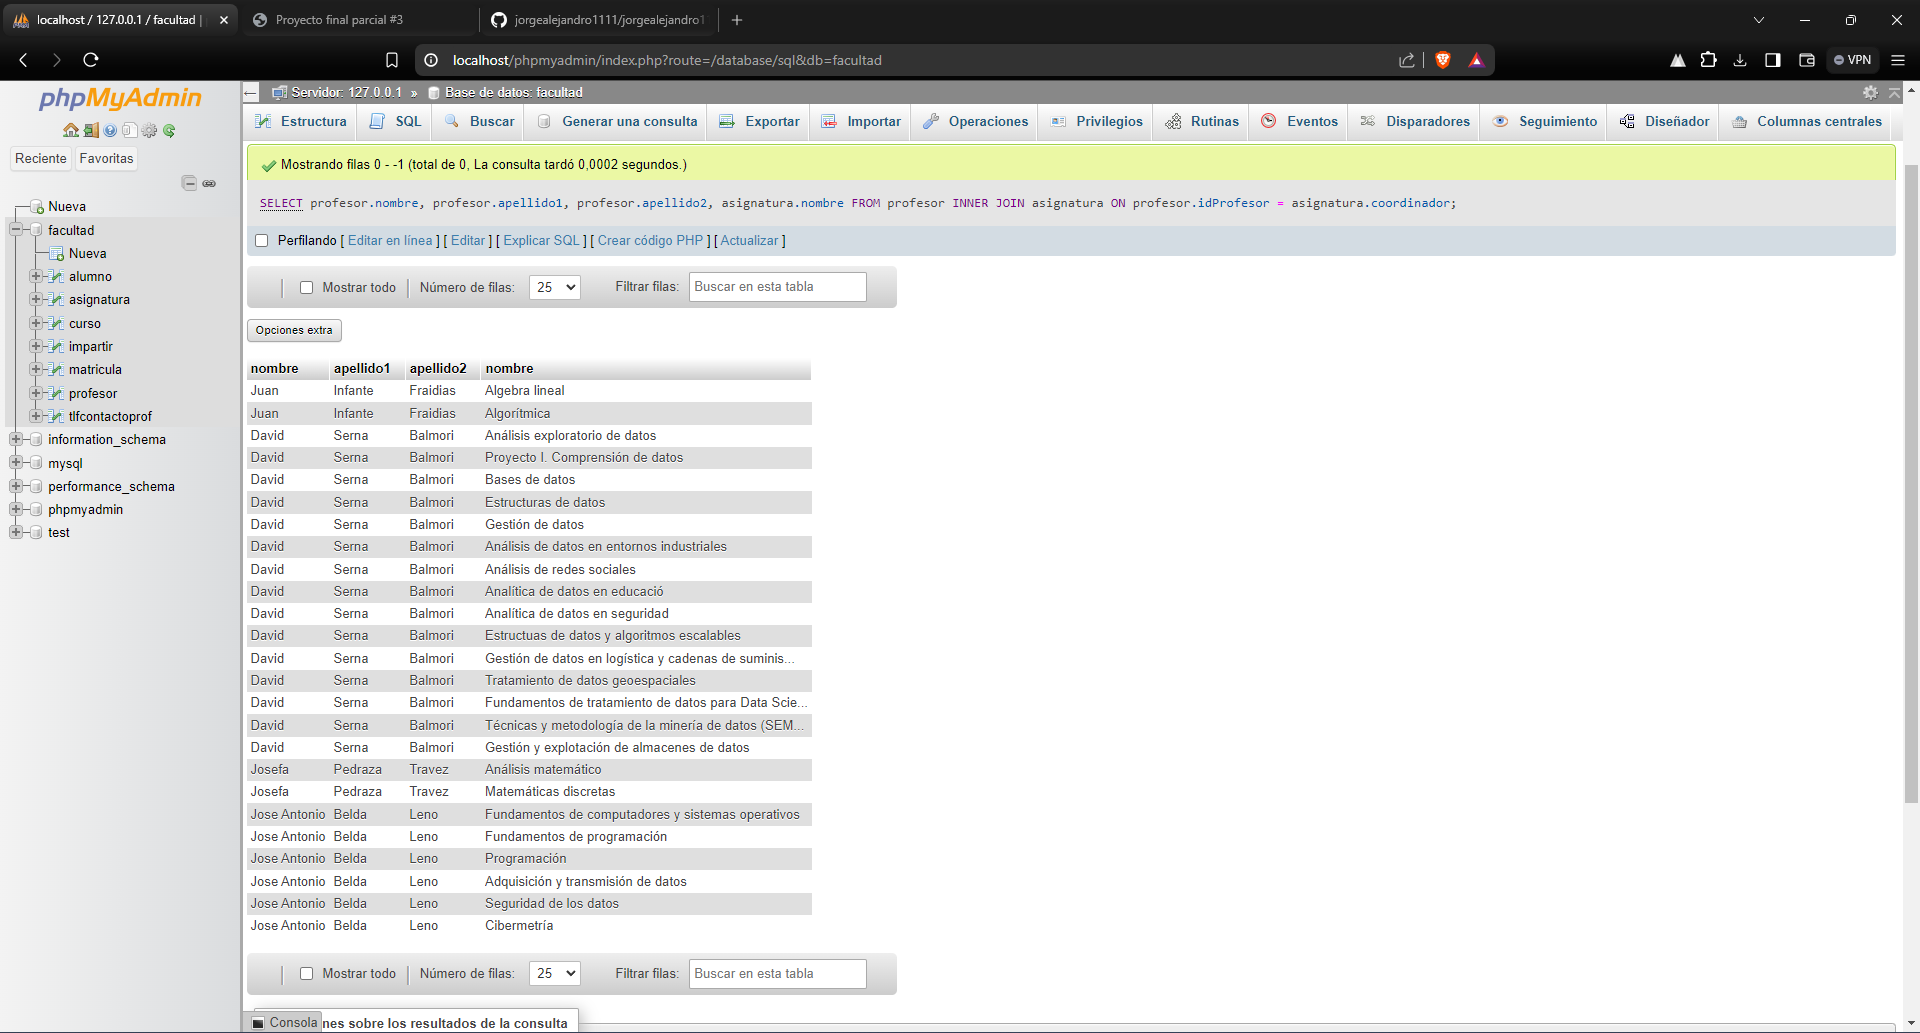 localhost / 127.0.0.1 / facultad |
Proyecto final parcial #3
jorgealejandro1111/jorgealejandro1
localhost/phpmyadmin/index.php?route=/database/sql&db=facultad
VPN
phpMyAdmin
Reciente
Favoritas
Nueva
facultad
Nueva
alumno
asignatura
curso
impartir
matricula
profesor
tlfcontactoprof
information_schema
mysql
performance_schema
phpmyadmin
test
Servidor: 127.0.0.1 » Base de datos: facultad
Estructura SQL Buscar Generar una consulta Exportar Importar Operaciones Privilegios Rutinas Eventos Disparadores Seguimiento Diseñador Columnas centrales
Mostrando filas 0 - -1 (total de 0, La consulta tardó 0,0002 segundos.)
SELECT profesor.nombre, profesor.apellido1, profesor.apellido2, asignatura.nombre FROM profesor INNER JOIN asignatura ON profesor.idProfesor = asignatura.coordinador;
Perfilando [ Editar en línea ] [ Editar ] [ Explicar SQL ] [ Crear código PHP ] [ Actualizar ]
Mostrar todo Número de filas: 25 Filtrar filas: Buscar en esta tabla
Opciones extra
nombre apellido1 apellido2 nombre
Juan Infante Fraidias Algebra lineal
Juan Infante Fraidias Algorítmica
David Serna Balmori Análisis exploratorio de datos
David Serna Balmori Proyecto I. Comprensión de datos
David Serna Balmori Bases de datos
David Serna Balmori Estructuras de datos
David Serna Balmori Gestión de datos
David Serna Balmori Análisis de datos en entornos industriales
David Serna Balmori Análisis de redes sociales
David Serna Balmori Analítica de datos en educació
David Serna Balmori Analítica de datos en seguridad
David Serna Balmori Estructuas de datos y algoritmos escalables
David Serna Balmori Gestión de datos en logística y cadenas de suminis...
David Serna Balmori Tratamiento de datos geoespaciales
David Serna Balmori Fundamentos de tratamiento de datos para Data Scie...
David Serna Balmori Técnicas y metodología de la minería de datos (SEM...
David Serna Balmori Gestión y explotación de almacenes de datos
Josefa Pedraza Travez Análisis matemático
Josefa Pedraza Travez Matemáticas discretas
Jose Antonio Belda Leno Fundamentos de computadores y sistemas operativos
Jose Antonio Belda Leno Fundamentos de programación
Jose Antonio Belda Leno Programación
Jose Antonio Belda Leno Adquisición y transmisión de datos
Jose Antonio Belda Leno Seguridad de los datos
Jose Antonio Belda Leno Cibermetría
Mostrar todo Número de filas: 25 Filtrar filas: Buscar en esta tabla
Consola nes sobre los resultados de la consulta